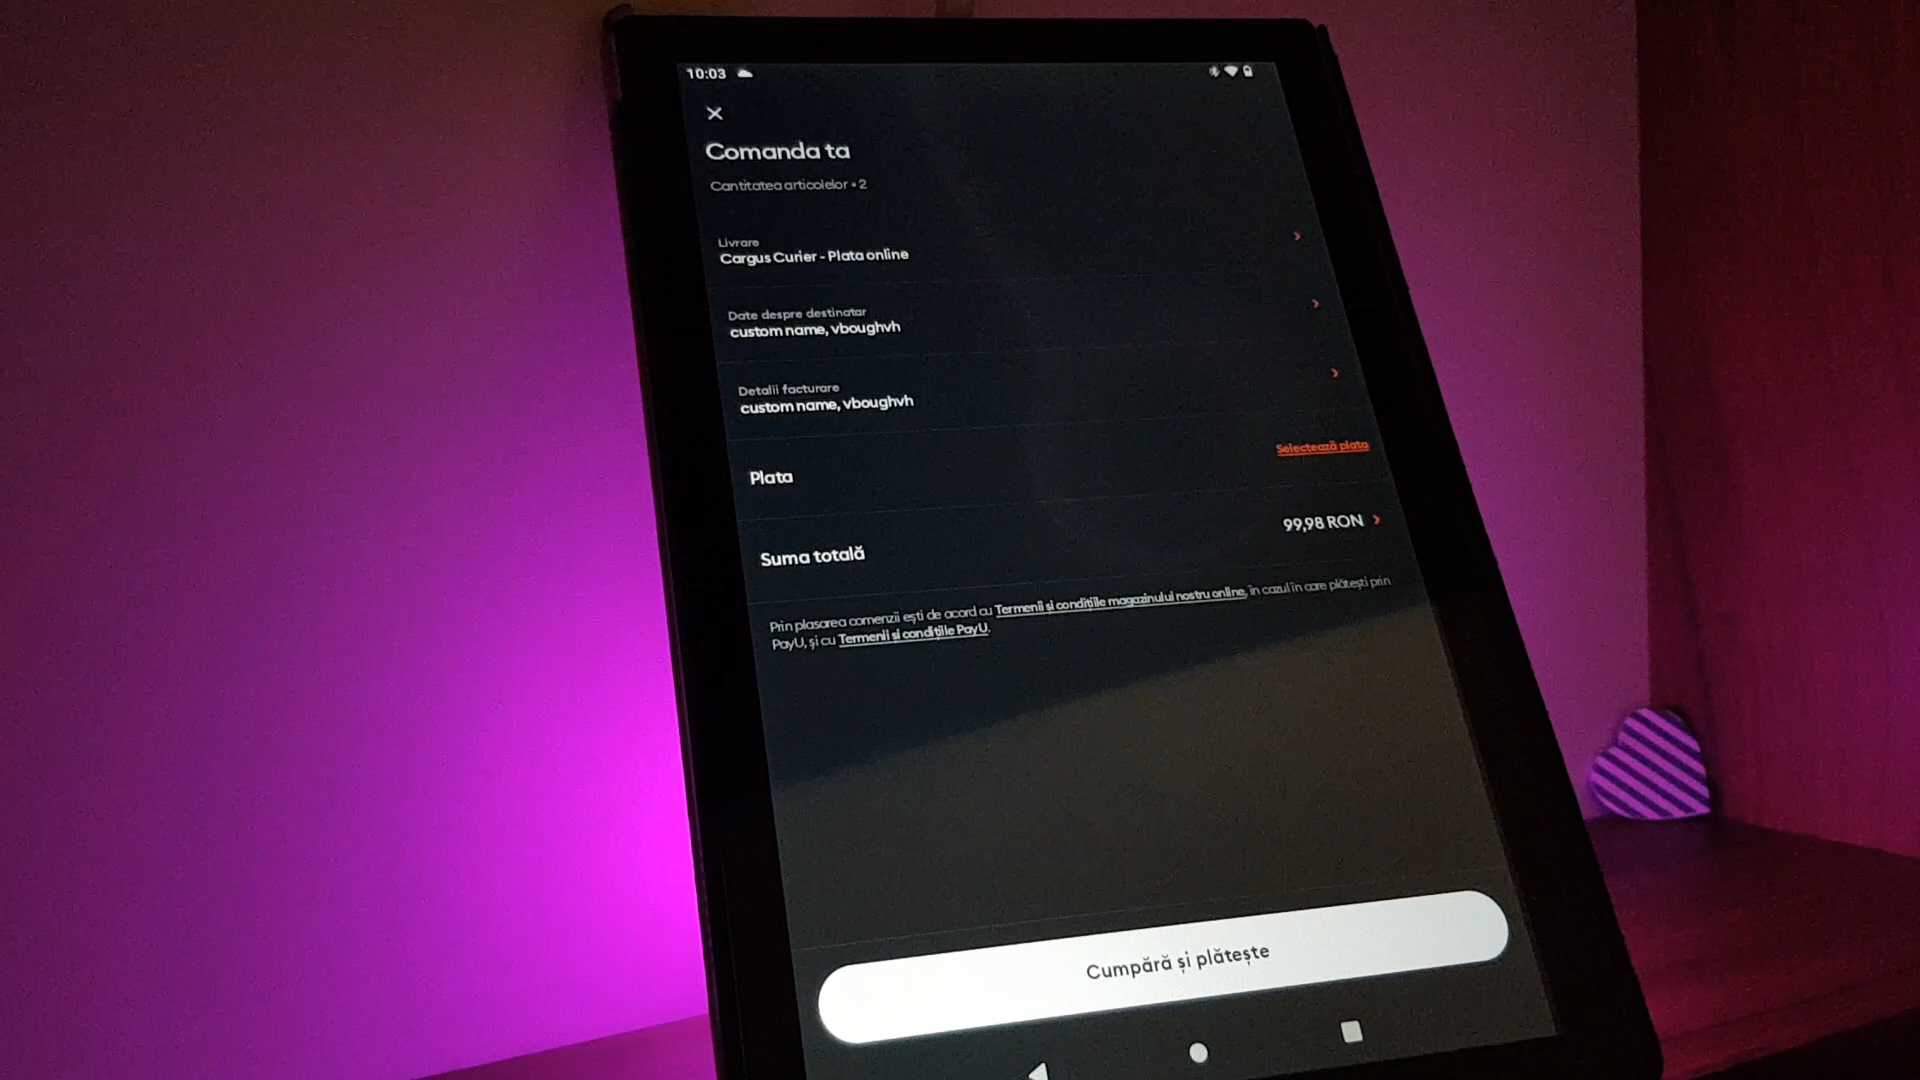 10:03
Comanda ta
Cantitatea articolelor • 2
Livrare
Cargus Curier - Plata online
Date despre destinatar
custom name, vboughvh
Detalii facturare
custom name, vboughvh
Selectează plata
Plata
99,98 RON
Suma totală
Prin plasarea comenzii ești de acord cu Termenii și condițiile magazinului nostru online, în cazul în care plătești prin
PayU, și cu Termenii și condițiile PayU.
Cumpără și plătește